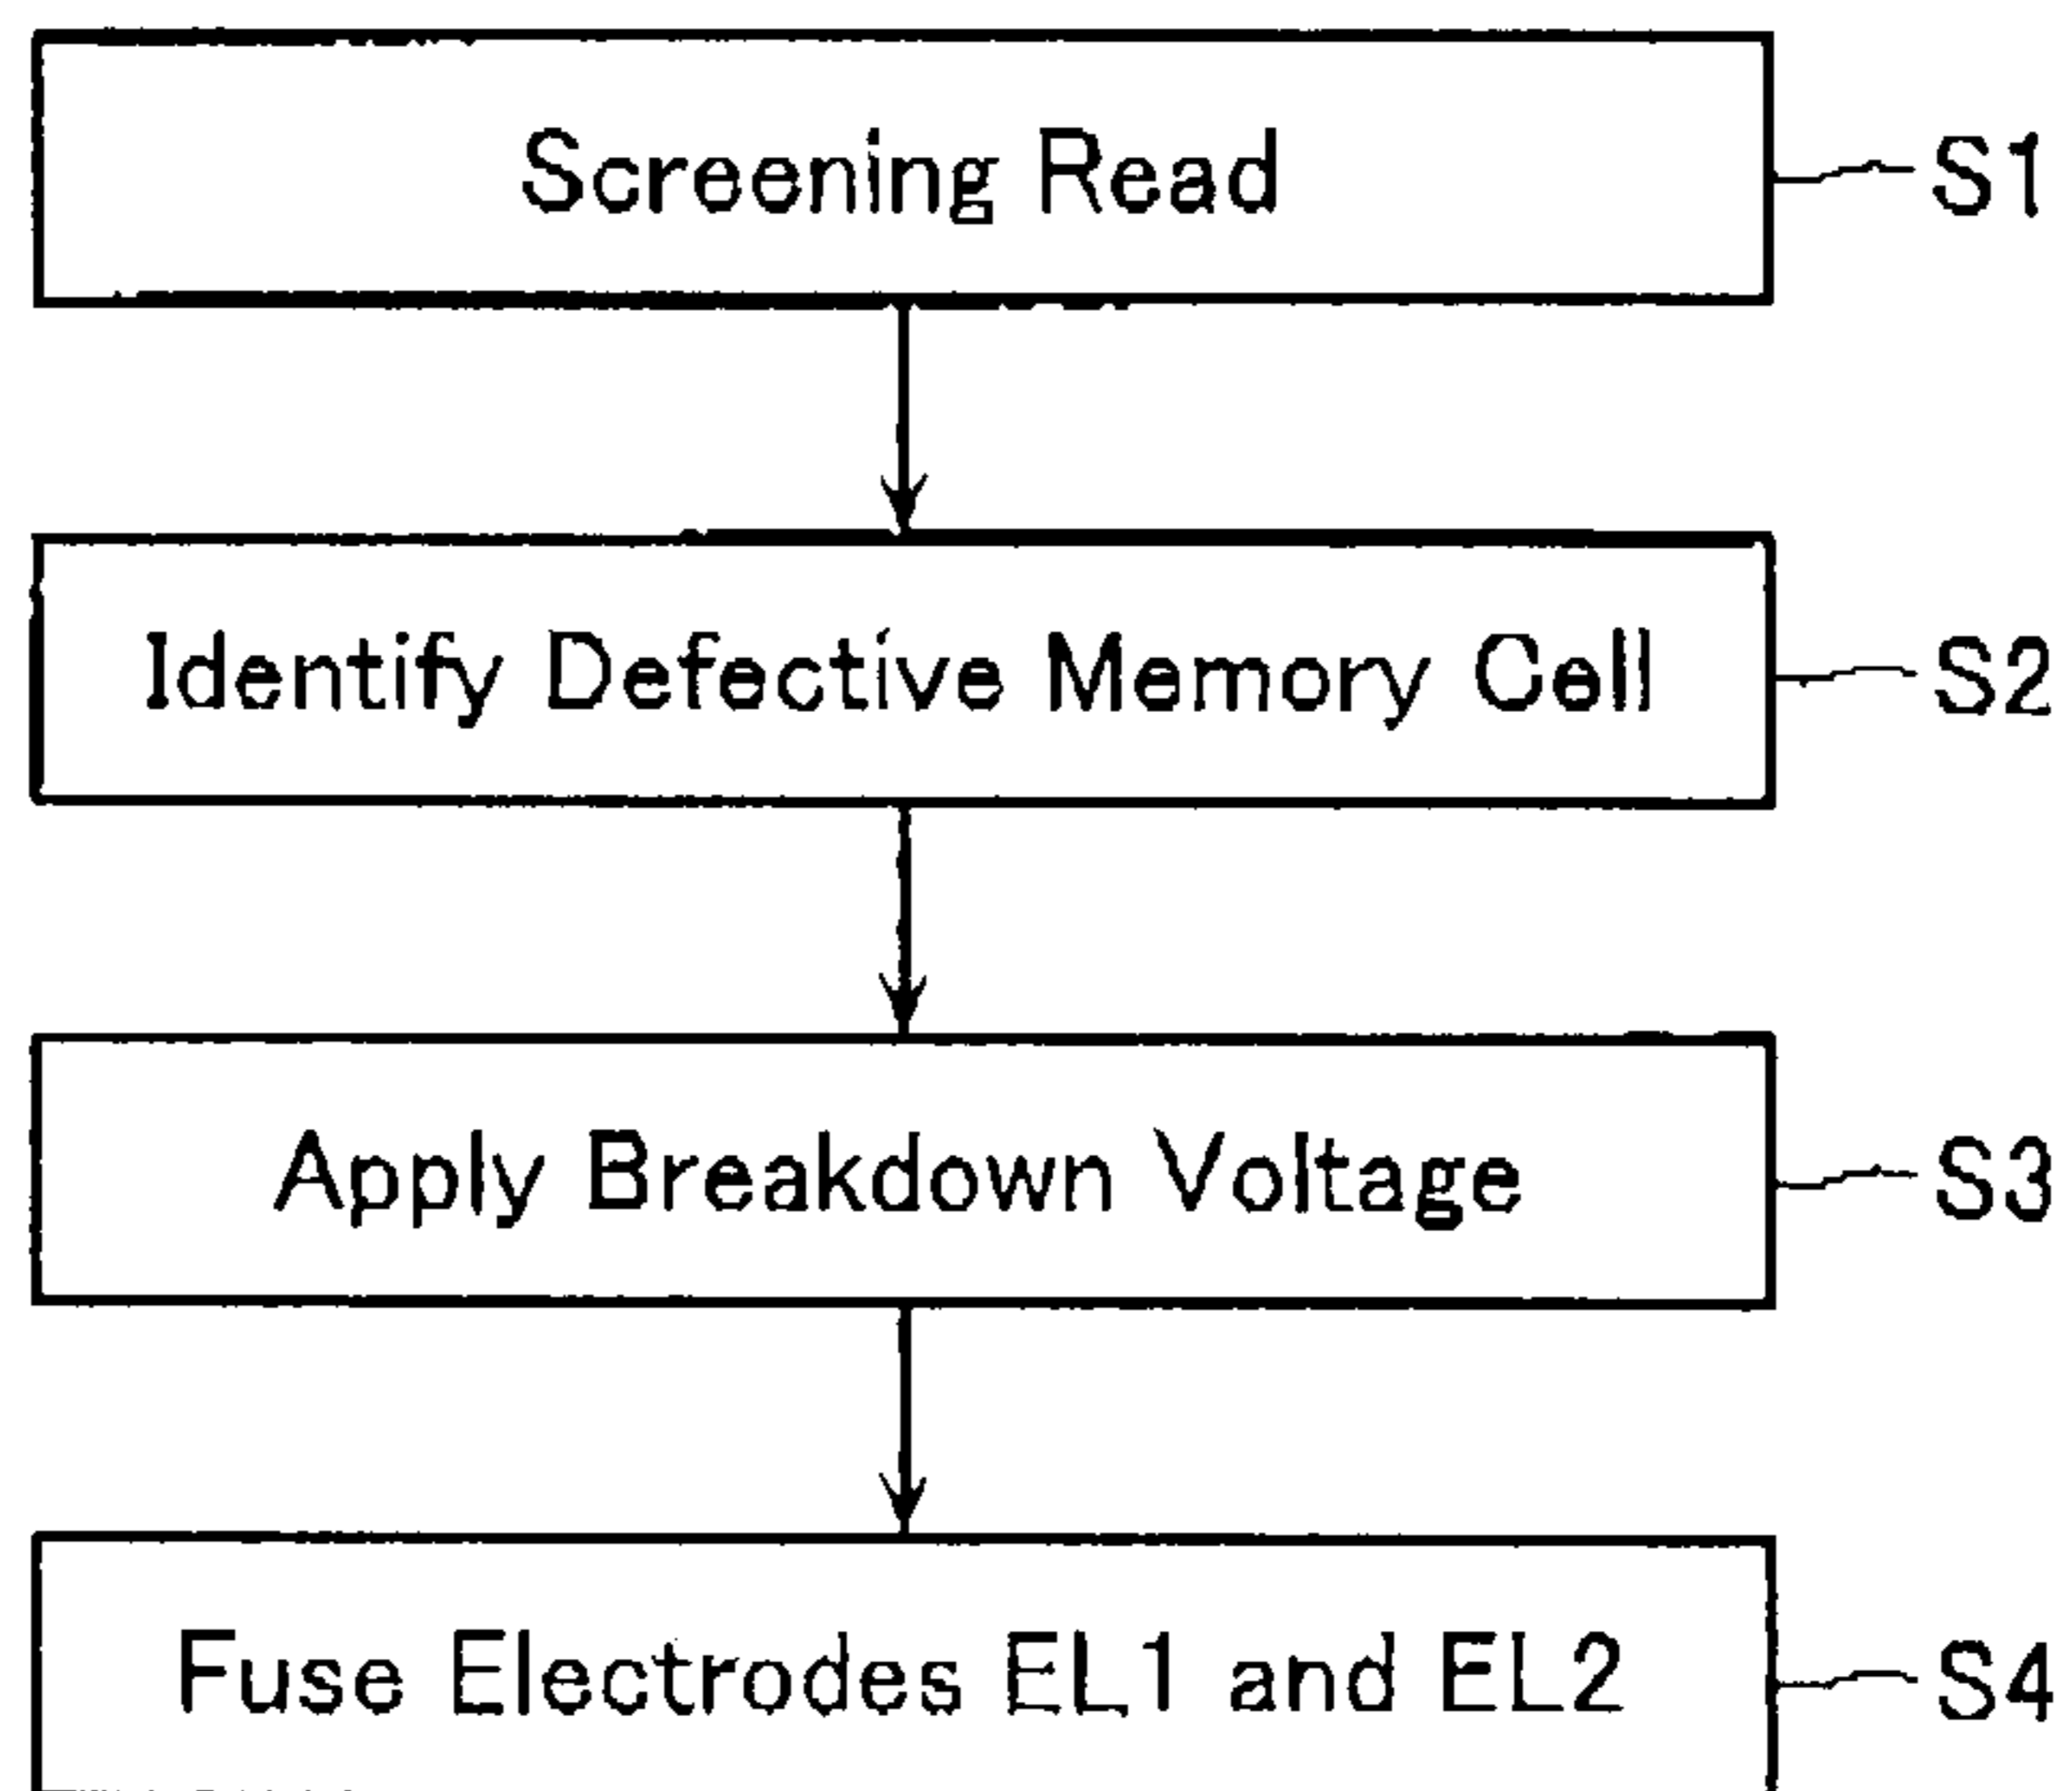 Screening Read S1
Identify Defective Memory Cell S2
Apply Breakdown Voltage S3
Fuse Electrodes EL1 and EL2 S4